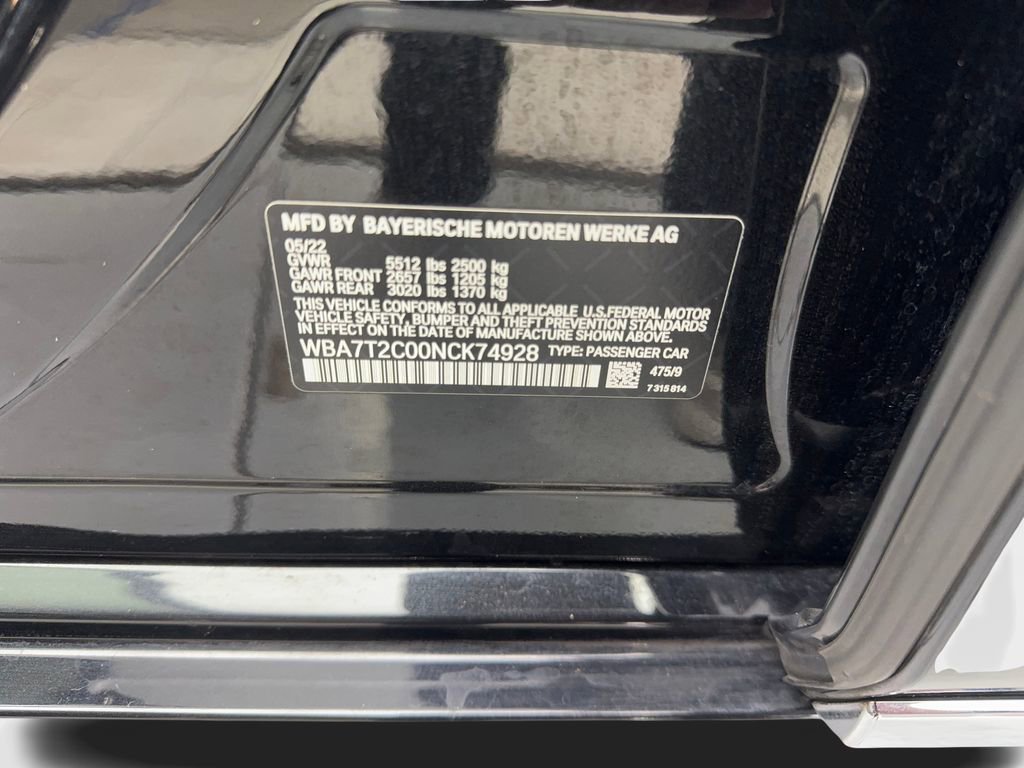 MFD BY BAYERISCHE MOTOREN WERKE AG
05/22
GVWR 5512 lbs 2500 kg
GAWR FRONT 2657 lbs 1205 kg
GAWR REAR 3020 lbs 1370 kg
THIS VEHICLE CONFORMS TO ALL APPLICABLE U.S.FEDERAL MOTOR
VEHICLE SAFETY, BUMPER AND THEFT PREVENTION STANDARDS
IN EFFECT ON THE DATE OF MANUFACTURE SHOWN ABOVE.
WBA7T2C00NCK74928 TYPE: PASSENGER CAR
475/9
7 315 814